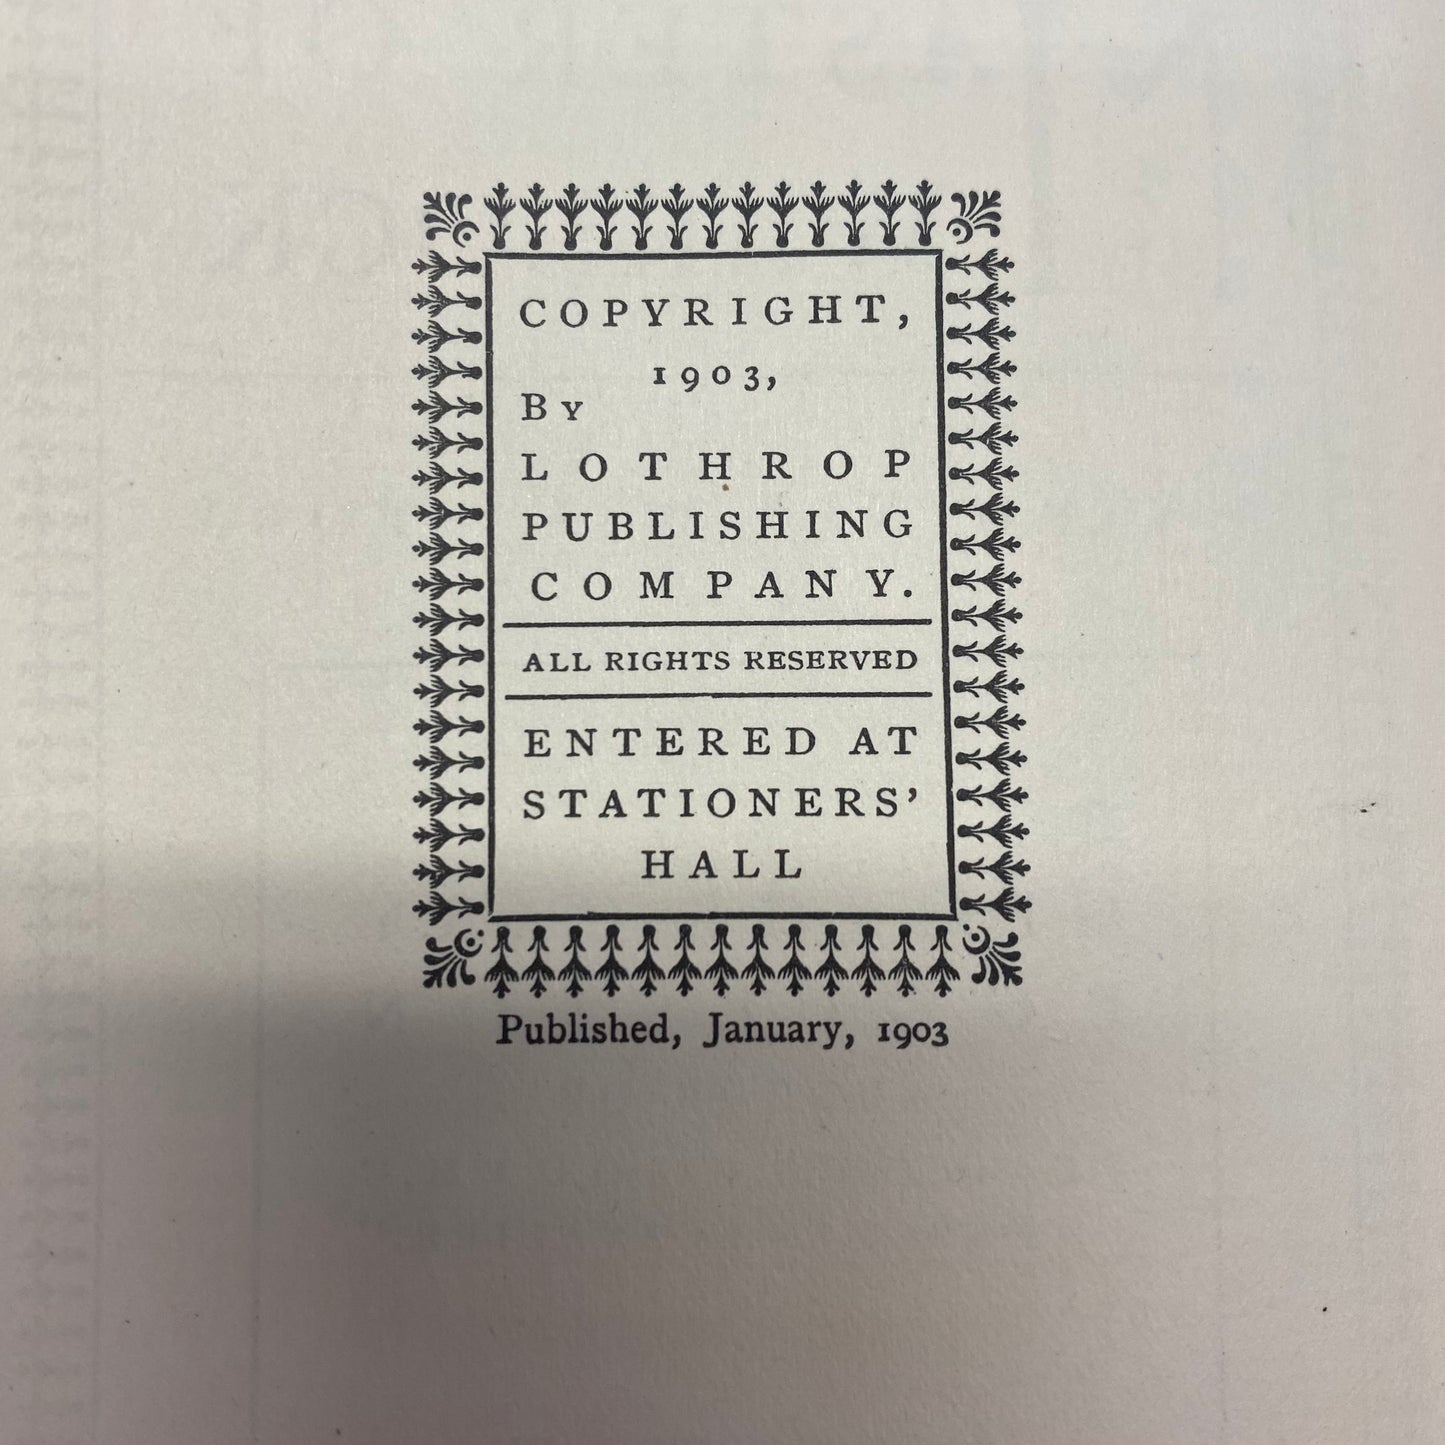 COPYRIGHT,
1903,
BY
LOTHROP
PUBLISHING
COMPANY.
ALL RIGHTS RESERVED
ENTERED AT
STATIONERS’
HALL
Published, January, 1903